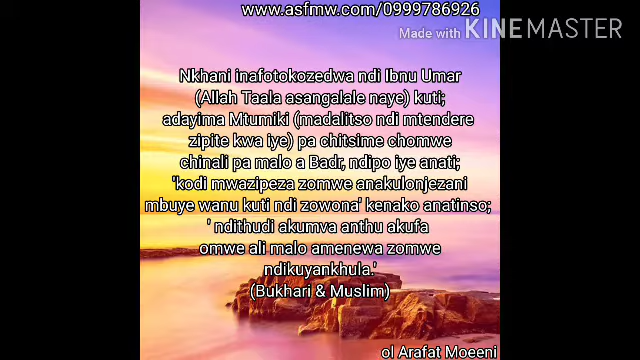 www.asfmw.com/0999786926
Made with KINEMASTER
Nkhani inafotokozedwa ndi Ibnu Umar
(Allah Taala asangalale naye) kuti;
adayima Mtumiki (madalitso ndi mtendere
zipite kwa iye) pa chitsime chomwe
chinali pa malo a Badr, ndipo iye anati;
'kodi mwazipeza zomwe anakulonjezani
mbuye wanu kuti ndi zowona' kenako anatinso;
' ndithudi akumva anthu akufa
omwe ali malo amenewa zomwe
ndikuyankhula.'
(Bukhari & Muslim)
ol Arafat Moeeni